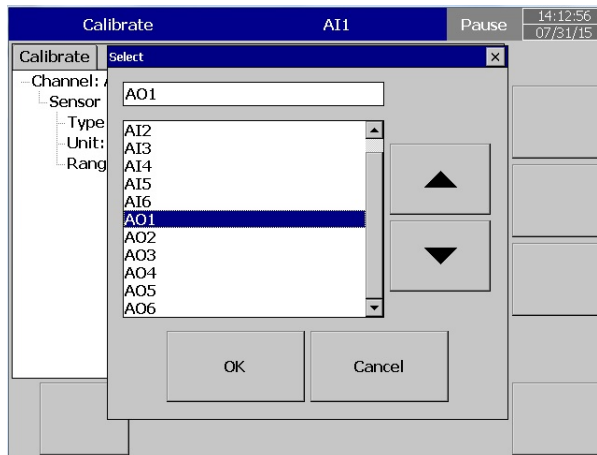 Calibrate AI1 Pause 14:12:56
07/31/15
Calibrate Select
Channel:
AO1
Sensor
Type
Unit:
AI2
AI3
AI4
AI5
AI6
AO1
AO2
AO3
AO4
AO5
AO6
OK Cancel